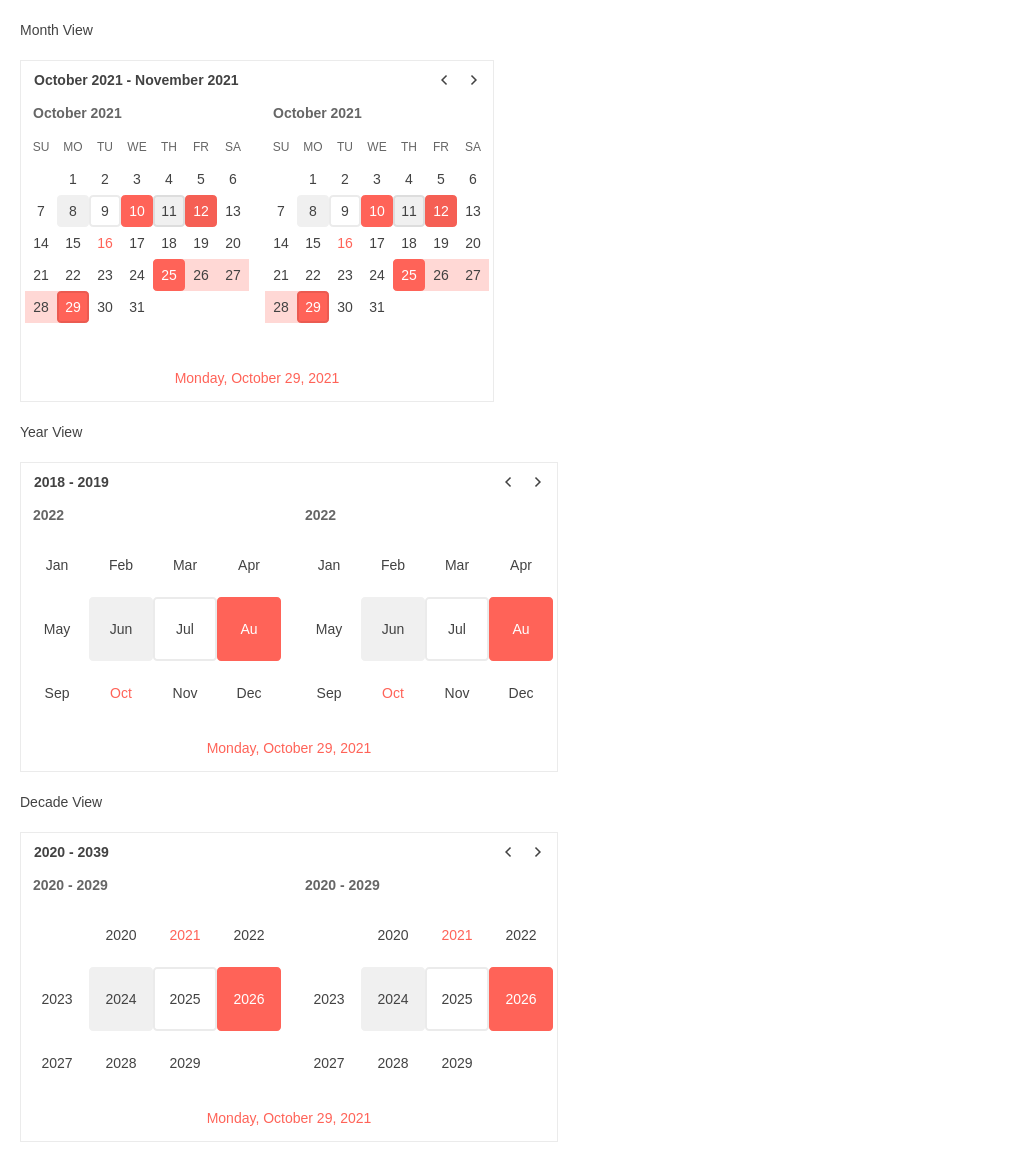 Month View
October 2021 - November 2021
October 2021 October 2021
SU MO TU WE TH FR SA SU MO TU WE TH FR SA
1 2 3 4 5 6 1 2 3 4 5 6
7 8 9 10 11 12 13 7 8 9 10 11 12 13
14 15 16 17 18 19 20 14 15 16 17 18 19 20
21 22 23 24 25 26 27 21 22 23 24 25 26 27
28 29 30 31 28 29 30 31
Monday, October 29, 2021
Year View
2018 - 2019
2022 2022
Jan Feb Mar Apr Jan Feb Mar Apr
May Jun Jul Au May Jun Jul Au
Sep Oct Nov Dec Sep Oct Nov Dec
Monday, October 29, 2021
Decade View
2020 - 2039
2020 - 2029 2020 - 2029
2020 2021 2022 2020 2021 2022
2023 2024 2025 2026 2023 2024 2025 2026
2027 2028 2029 2027 2028 2029
Monday, October 29, 2021